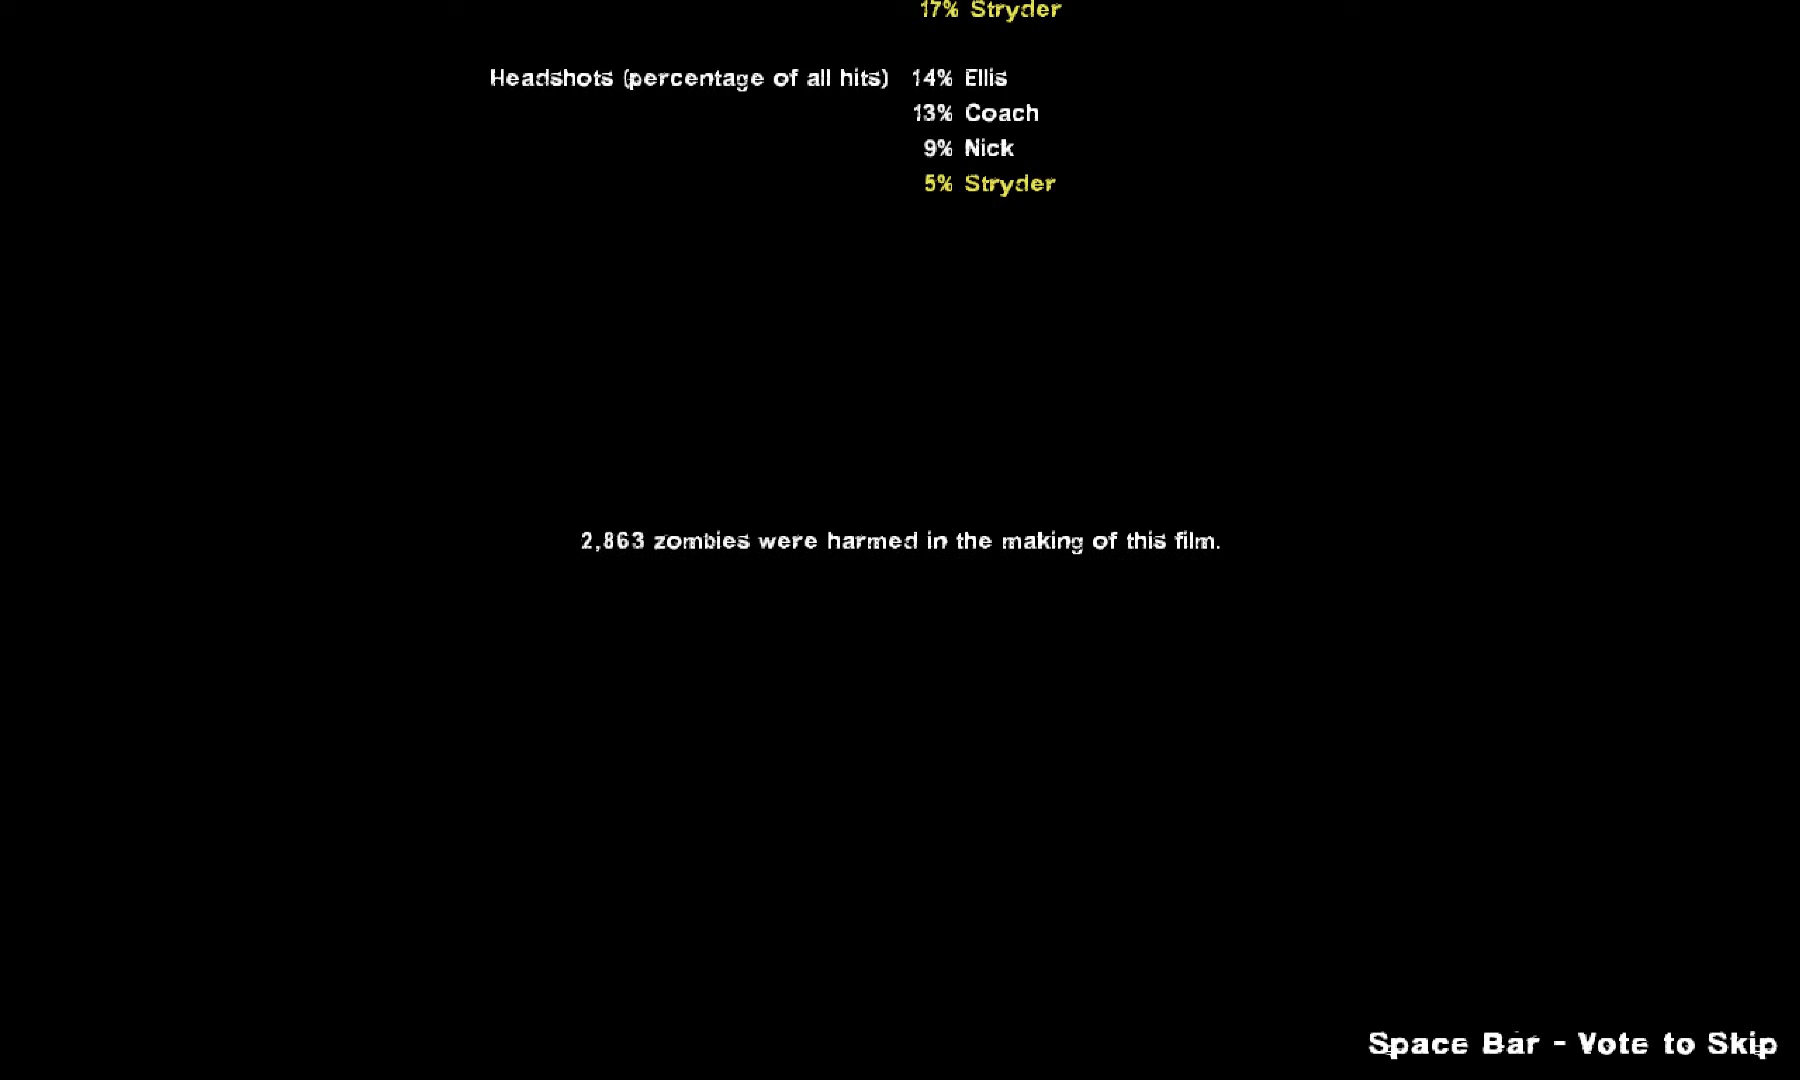 17% Stryder
Headshots (percentage of all hits) 14% Ellis
13% Coach
9% Nick
5% Stryder
2,863 zombies were harmed in the making of this film.
Space Bar - Vote to Skip